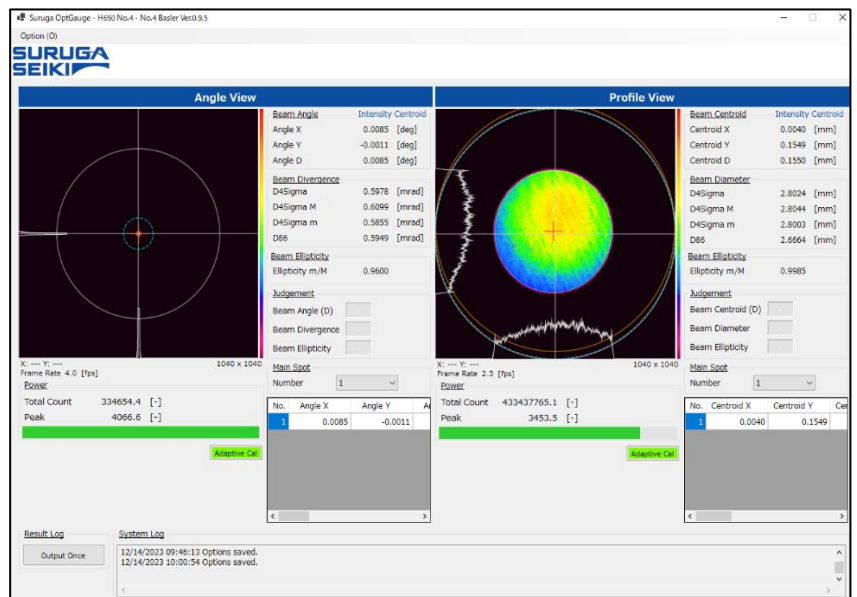 Suruga OptGauge - H650 No.4 - No.4 Basler Ver.0.9.5
Option (O)
SURUGA
SEIKI
Angle View
Beam Angle Intensity Centroid
Angle X 0.0085 [deg]
Angle Y -0.0011 [deg]
Angle D 0.0085 [deg]
Beam Divergence
D4Sigma 0.5978 [mrad]
D4Sigma M 0.6099 [mrad]
D4Sigma m 0.5855 [mrad]
D86 0.5949 [mrad]
Beam Ellipticity
Ellipticity m/M 0.9600
Judgement
Beam Angle (D) -
Beam Divergence -
Beam Ellipticity -
X: --- Y: --- 1040 x 1040
Frame Rate 4.0 [fps]
Power
Total Count 334654.4 [-]
Peak 4066.6 [-]
Adaptive Cal
Main Spot
Number 1
No. Angle X Angle Y
1 0.0085 -0.0011
Profile View
Beam Centroid Intensity Centroid
Centroid X 0.0040 [mm]
Centroid Y 0.1549 [mm]
Centroid D 0.1550 [mm]
Beam Diameter
D4Sigma 2.8024 [mm]
D4Sigma M 2.8044 [mm]
D4Sigma m 2.8003 [mm]
D86 2.6664 [mm]
Beam Ellipticity
Ellipticity m/M 0.9985
Judgement
Beam Centroid (D) -
Beam Diameter -
Beam Ellipticity -
X: --- Y: --- 1040 x 1040
Frame Rate 2.3 [fps]
Power
Total Count 433437765.1 [-]
Peak 3453.5 [-]
Adaptive Cal
Main Spot
Number 1
No. Centroid X Centroid Y
1 0.0040 0.1549
Result Log
Output Once
System Log
12/14/2023 09:46:13 Options saved.
12/14/2023 10:00:54 Options saved.